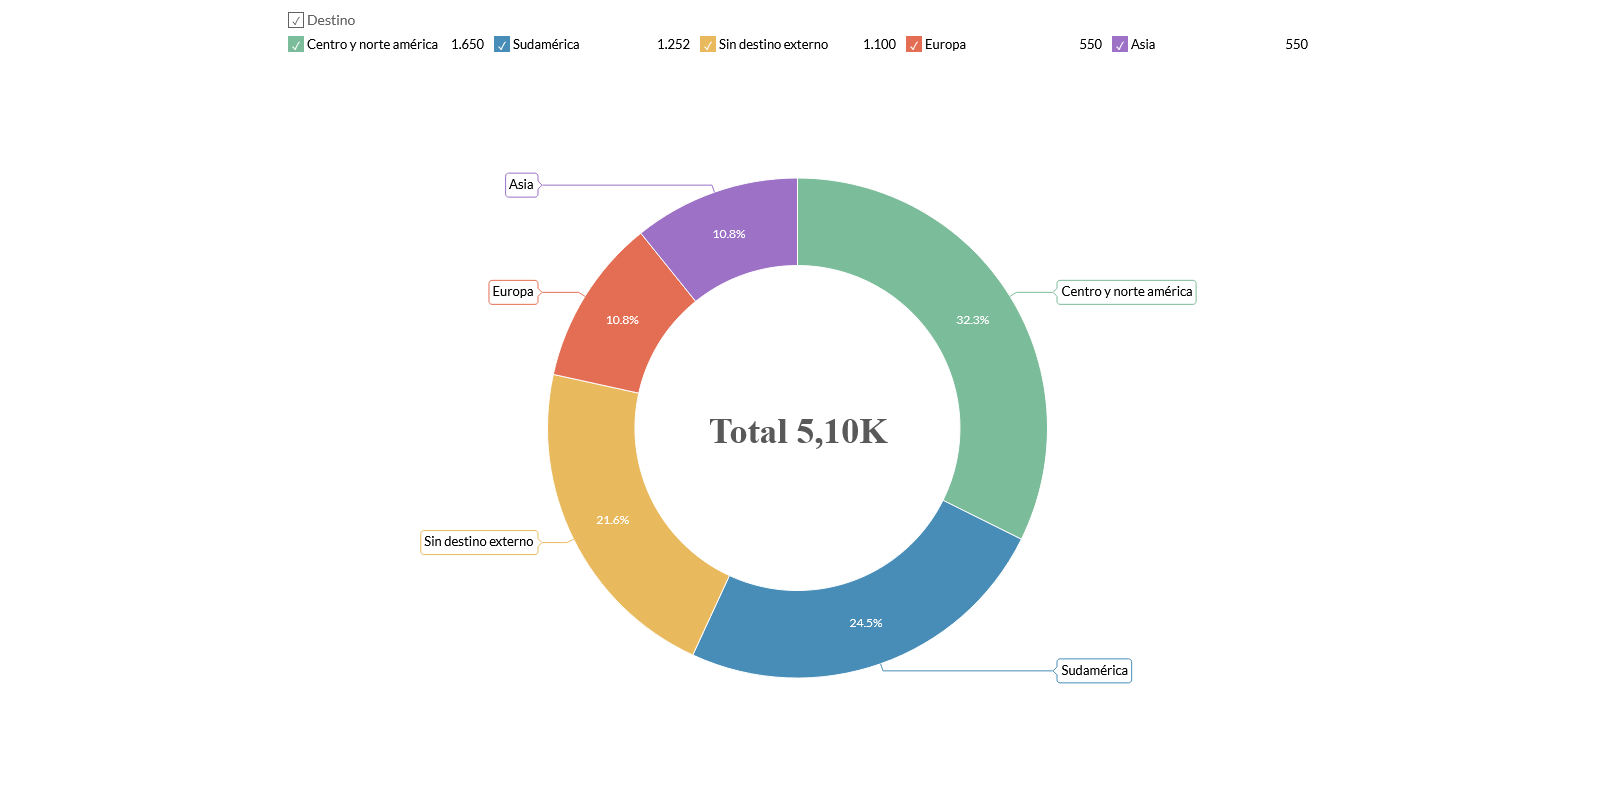 Destino
Centro y norte américa 1.650 Sudamérica 1.252 Sin destino externo 1.100 Europa 550 Asia 550
Asia
10.8%
Europa
Centro y norte américa
10.8%
32.3%
Total 5,10K
21.6%
Sin destino externo
24.5%
Sudamérica